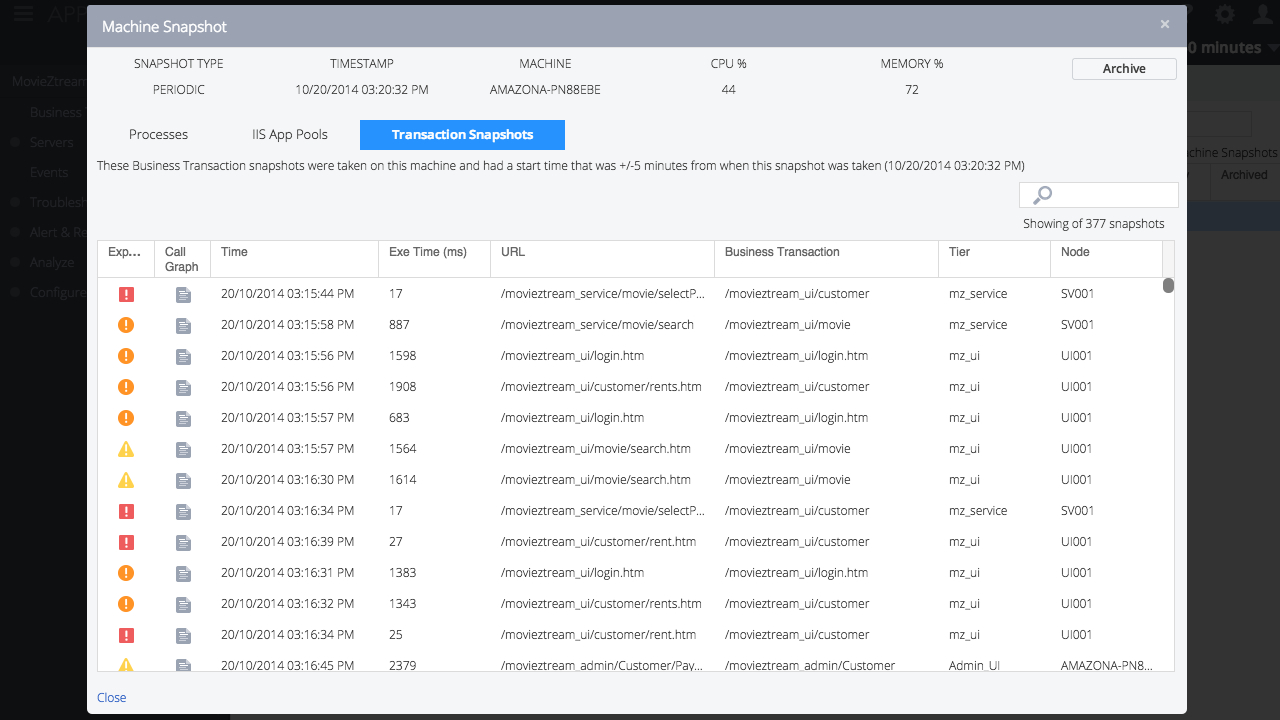 APP
Machine Snapshot
×
0 minutes
SNAPSHOT TYPE TIMESTAMP MACHINE CPU % MEMORY %
Archive
PERIODIC 10/20/2014 03:20:32 PM AMAZONA-PN88EBE 44 72
MovieZtream
Business
Servers
Events
Troublesh
Alert & Re
Analyze
Configure
Processes IIS App Pools Transaction Snapshots
These Business Transaction snapshots were taken on this machine and had a start time that was +/-5 minutes from when this snapshot was taken (10/20/2014 03:20:32 PM)
chine Snapshots
Archived
Showing of 377 snapshots
Exp... Call Graph Time Exe Time (ms) URL Business Transaction Tier Node
20/10/2014 03:15:44 PM 17 /movieztream_service/movie/selectP... /movieztream_ui/customer mz_service SV001
20/10/2014 03:15:58 PM 887 /movieztream_service/movie/search /movieztream_ui/movie mz_service SV001
20/10/2014 03:15:56 PM 1598 /movieztream_ui/login.htm /movieztream_ui/login.htm mz_ui UI001
20/10/2014 03:15:56 PM 1908 /movieztream_ui/customer/rents.htm /movieztream_ui/customer mz_ui UI001
20/10/2014 03:15:57 PM 683 /movieztream_ui/login.htm /movieztream_ui/login.htm mz_ui UI001
20/10/2014 03:15:57 PM 1564 /movieztream_ui/movie/search.htm /movieztream_ui/movie mz_ui UI001
20/10/2014 03:16:30 PM 1614 /movieztream_ui/movie/search.htm /movieztream_ui/movie mz_ui UI001
20/10/2014 03:16:34 PM 17 /movieztream_service/movie/selectP... /movieztream_ui/customer mz_service SV001
20/10/2014 03:16:39 PM 27 /movieztream_ui/customer/rent.htm /movieztream_ui/customer mz_ui UI001
20/10/2014 03:16:31 PM 1383 /movieztream_ui/login.htm /movieztream_ui/login.htm mz_ui UI001
20/10/2014 03:16:32 PM 1343 /movieztream_ui/customer/rents.htm /movieztream_ui/customer mz_ui UI001
20/10/2014 03:16:34 PM 25 /movieztream_ui/customer/rent.htm /movieztream_ui/customer mz_ui UI001
20/10/2014 03:16:45 PM 2379 /movieztream_admin/Customer/Pay... /movieztream_admin/Customer Admin_UI AMAZONA-PN8...
Close